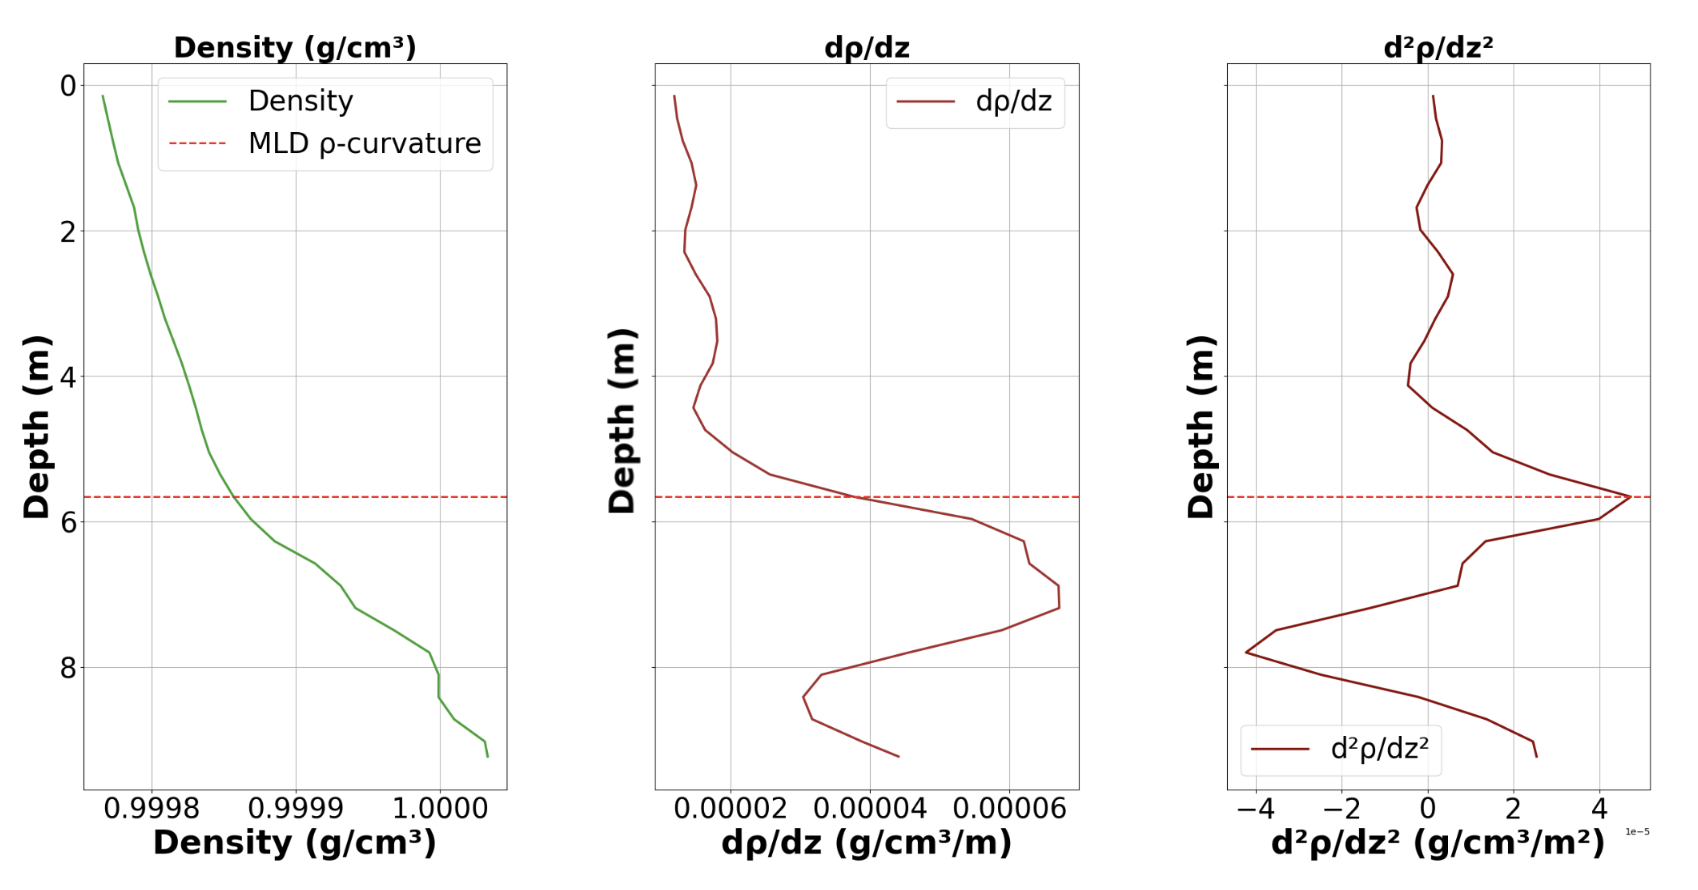 Density (g/cm³)
Density
MLD ρ-curvature
0
2
4
6
8
Depth (m)
0.9998
0.9999
1.0000
Density (g/cm³)
dρ/dz
dρ/dz
Depth (m)
0.00002
0.00004
0.00006
dρ/dz (g/cm³/m)
d²ρ/dz²
Depth (m)
d²ρ/dz²
−4
−2
0
2
4
1e−5
d²ρ/dz² (g/cm³/m²)